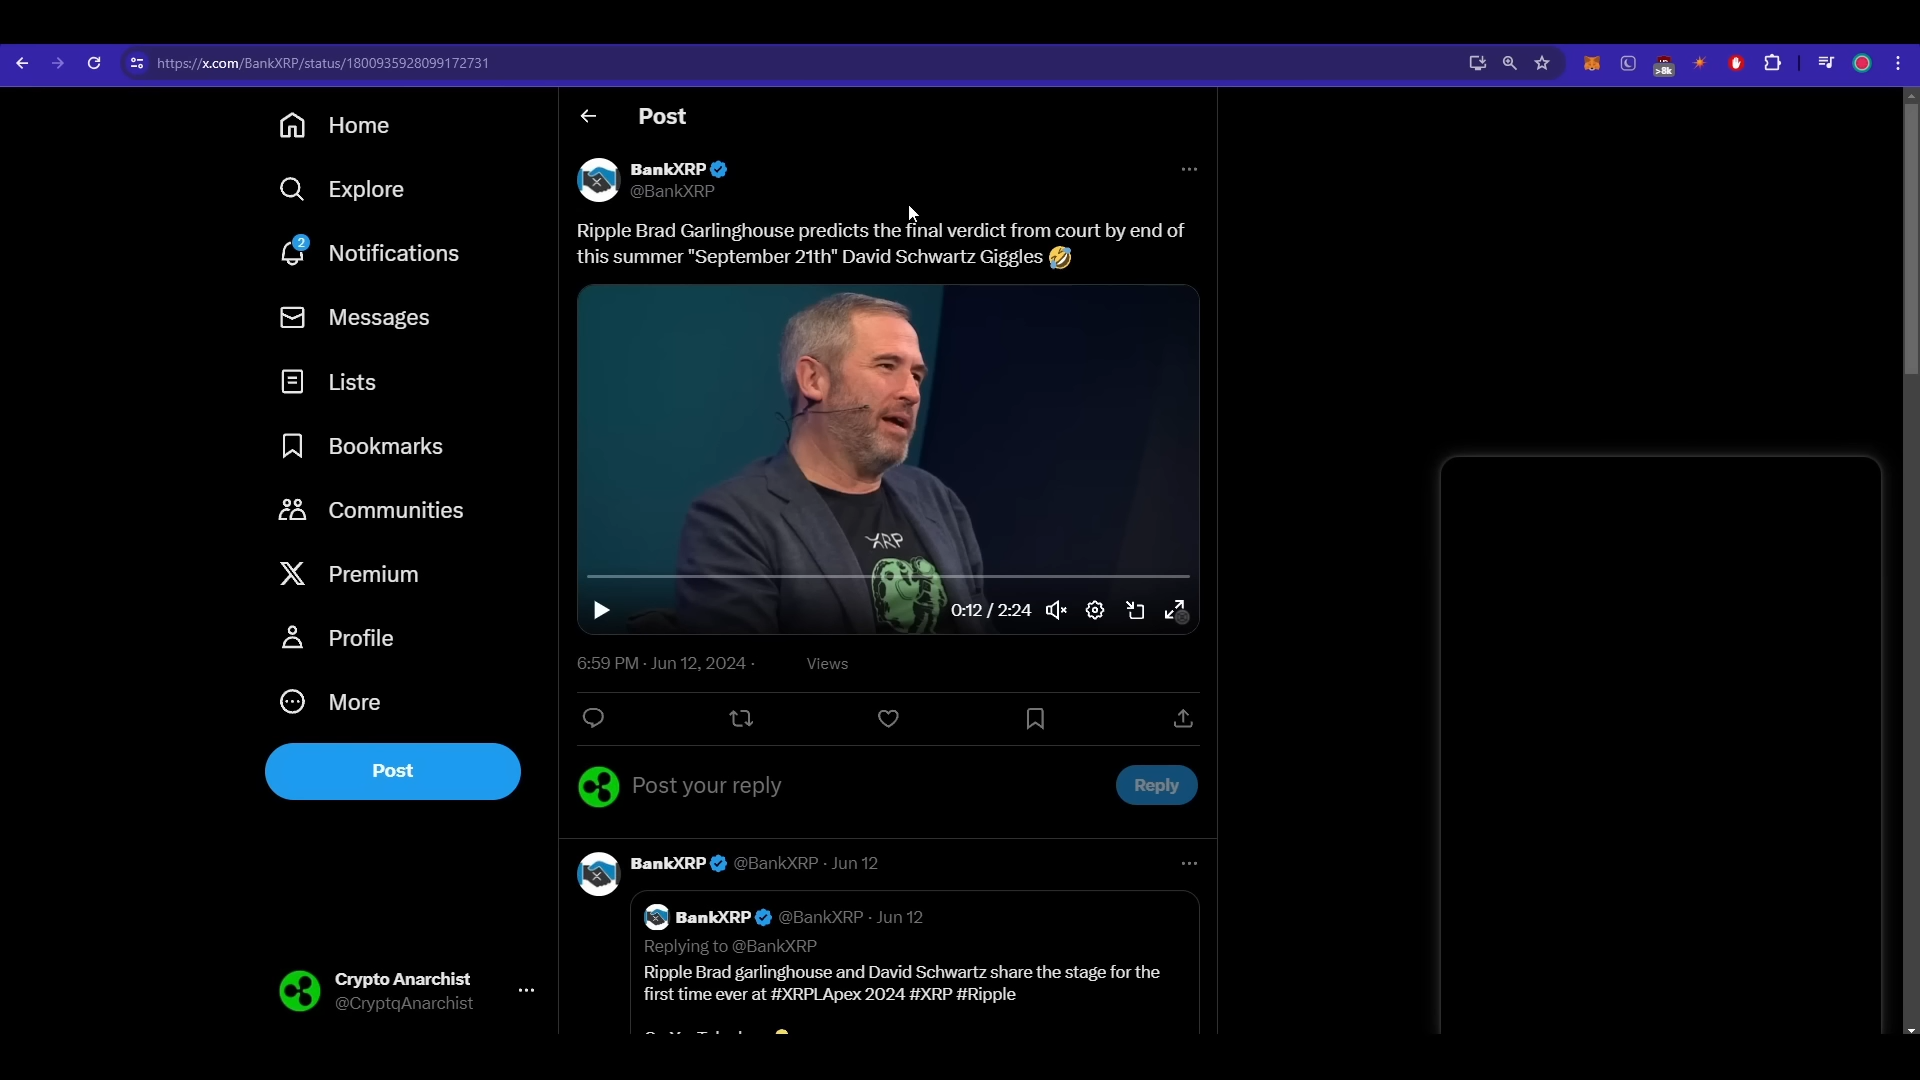 https://x.com/BankXRP/status/1800935928099172731
>8k
Home
Explore
2
Notifications
Messages
Lists
Bookmarks
Communities
Premium
Profile
More
Post
Crypto Anarchist
@CryptqAnarchist
Post
BankXRP
@BankXRP
Ripple Brad Garlinghouse predicts the final verdict from court by end of
this summer "September 21th" David Schwartz Giggles 🤣
XRP
0:12 / 2:24
6:59 PM · Jun 12, 2024 · Views
Post your reply
Reply
BankXRP @BankXRP · Jun 12
BankXRP @BankXRP · Jun 12
Replying to @BankXRP
Ripple Brad garlinghouse and David Schwartz share the stage for the
first time ever at #XRPLApex 2024 #XRP #Ripple